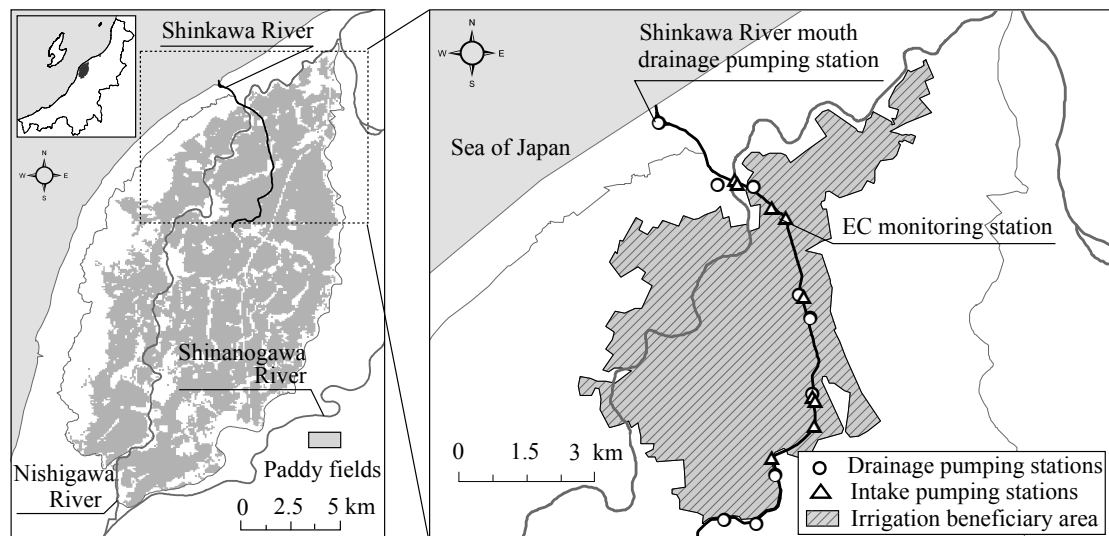 Shinkawa River
N
W E
S
Shinanogawa
River
Nishigawa
River
Paddy fields
0 2.5 5 km
N
W E
S
Shinkawa River mouth
drainage pumping station
Sea of Japan
EC monitoring station
0 1.5 3 km
Drainage pumping stations
Intake pumping stations
Irrigation beneficiary area